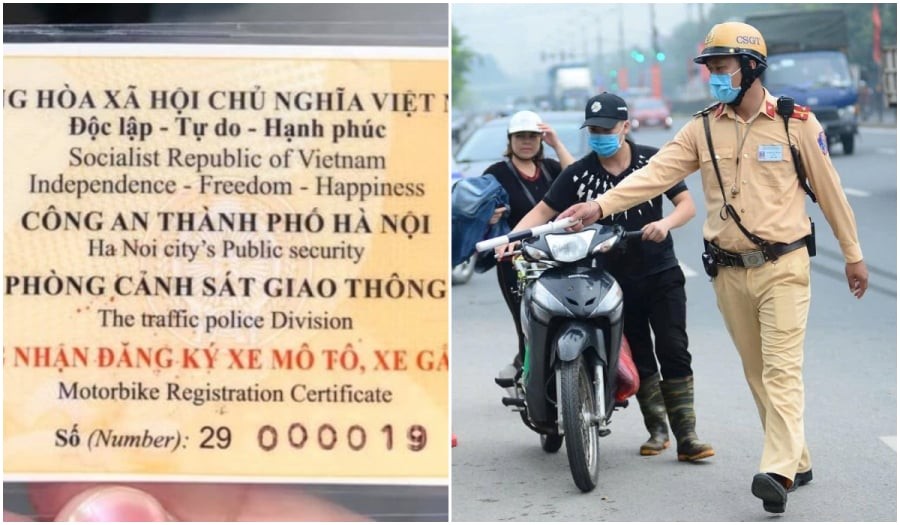 NG HÒA XÃ HỘI CHỦ NGHĨA VIỆT N
Độc lập - Tự do - Hạnh phúc
Socialist Republic of Vietnam
Independence - Freedom - Happiness
CÔNG AN THÀNH PHỐ HÀ NỘI
Ha Noi city's Public security
PHÒNG CẢNH SÁT GIAO THÔNG
The traffic police Division
NHẬN ĐĂNG KÝ XE MÔ TÔ, XE GẮ
Motorbike Registration Certificate
Số (Number): 29 000019
CSGT